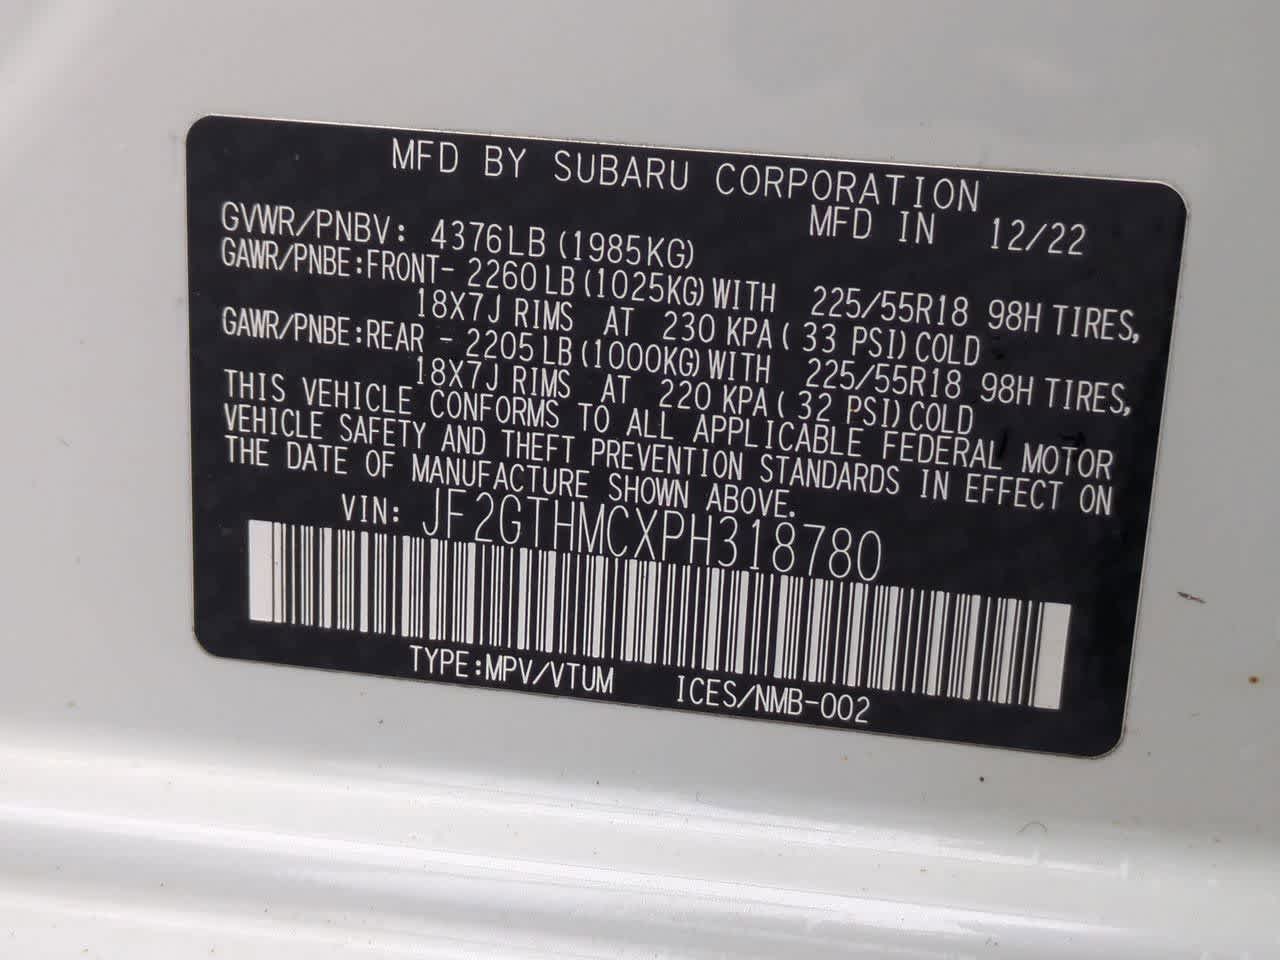 MFD BY SUBARU CORPORATION
MFD IN 12/22
GVWR/PNBV: 4376LB (1985KG)
GAWR/PNBE:FRONT- 2260LB (1025KG) WITH 225/55R18 98H TIRES,
18X7J RIMS AT 230 KPA( 33 PSI) COLD
GAWR/PNBE:REAR - 2205LB (1000KG) WITH 225/55R18 98H TIRES,
18X7J RIMS AT 220 KPA( 32 PSI) COLD
THIS VEHICLE CONFORMS TO ALL APPLICABLE FEDERAL MOTOR
VEHICLE SAFETY AND THEFT PREVENTION STANDARDS IN EFFECT ON
THE DATE OF MANUFACTURE SHOWN ABOVE.
VIN: JF2GTHMCXPH318780
TYPE:MPV/VTUM ICES/NMB-002